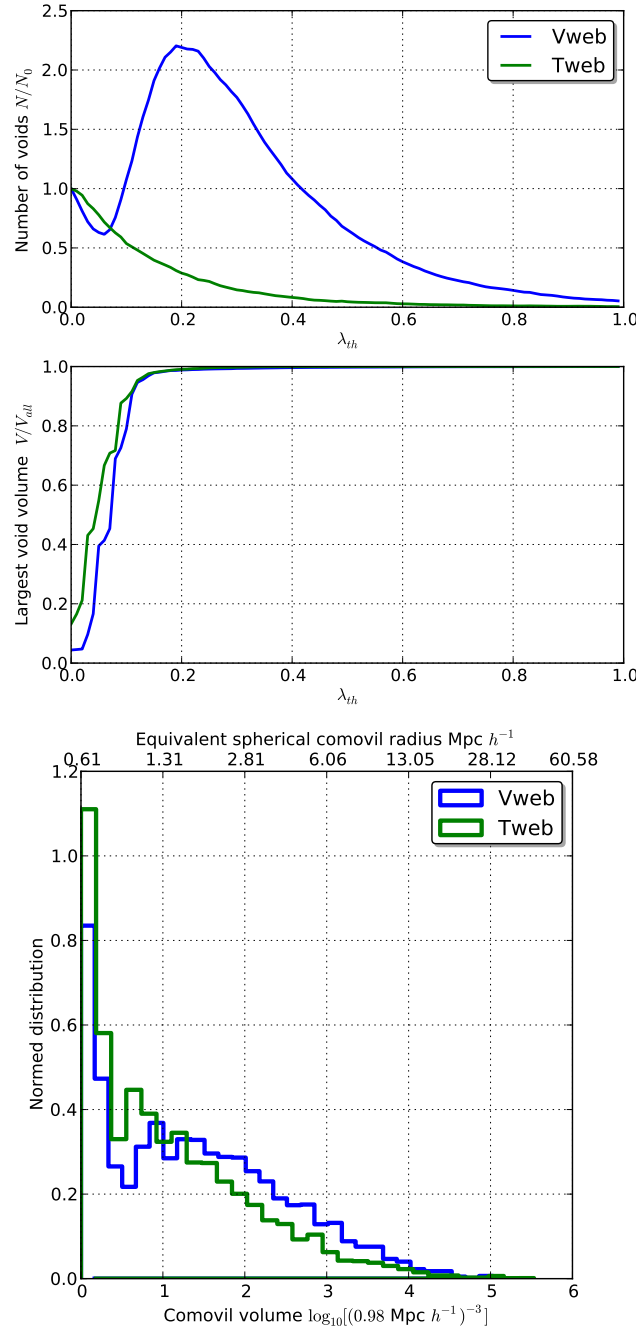 2.5
2.0
1.5
1.0
0.5
0.0
Number of voids N/N₀
Vweb
Tweb
0.0 0.2 0.4 0.6 0.8 1.0
λ_th
1.0
0.8
0.6
0.4
0.2
0.0
Largest void volume V/V_all
0.0 0.2 0.4 0.6 0.8 1.0
λ_th
Equivalent spherical comovil radius Mpc h⁻¹
0.61 1.31 2.81 6.06 13.05 28.12 60.58
1.2
1.0
0.8
0.6
0.4
0.2
0.0
Normed distribution
Vweb
Tweb
0 1 2 3 4 5 6
Comovil volume log₁₀[(0.98 Mpc h⁻¹)⁻³]